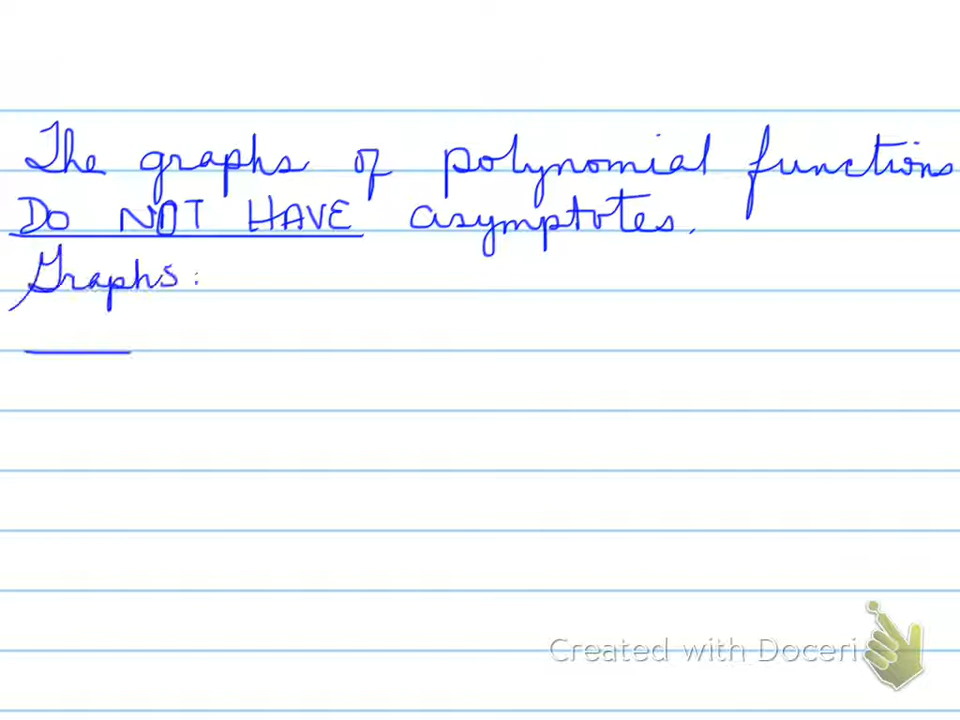 The graphs of polynomial functions
DO NOT HAVE asymptotes.
Graphs:
Created with Doceri